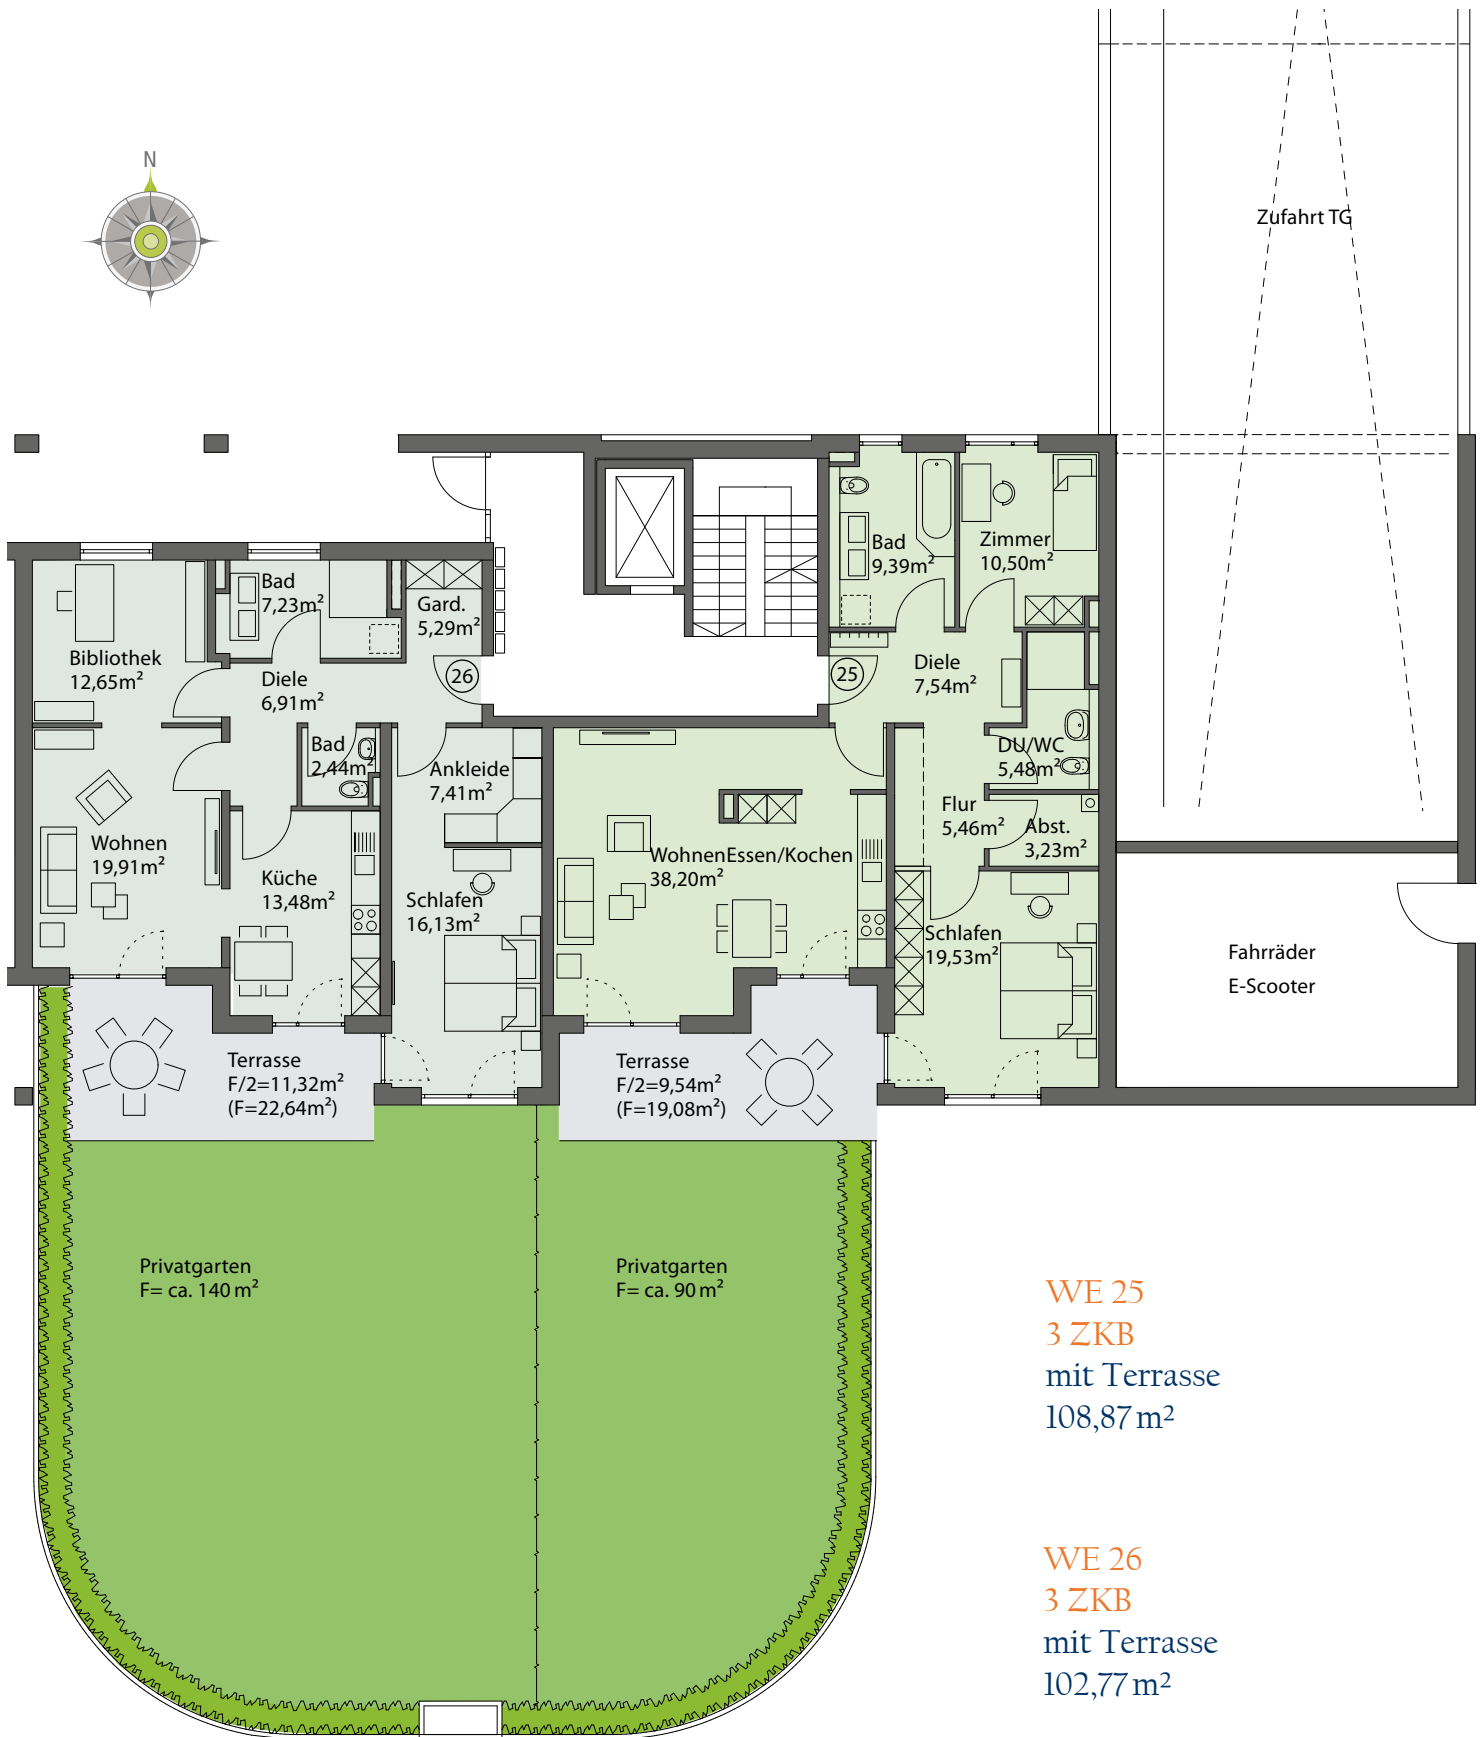 N
Zufahrt TG
Bad
9,39m²
Zimmer
10,50m²
Bad
7,23m²
Gard.
5,29m²
Bibliothek
12,65m²
Diele
6,91m²
26
25
Diele
7,54m²
Bad
2,44m²
Ankleide
7,41m²
DU/WC
5,48m²
Flur
5,46m²
Abst.
3,23m²
Wohnen
19,91m²
Küche
13,48m²
Schlafen
16,13m²
WohnenEssen/Kochen
38,20m²
Schlafen
19,53m²
Fahrräder
E-Scooter
Terrasse
F/2=11,32m²
(F=22,64m²)
Terrasse
F/2=9,54m²
(F=19,08m²)
Privatgarten
F= ca. 140 m²
Privatgarten
F= ca. 90 m²
WE 25
3 ZKB
mit Terrasse
108,87 m²
WE 26
3 ZKB
mit Terrasse
102,77 m²